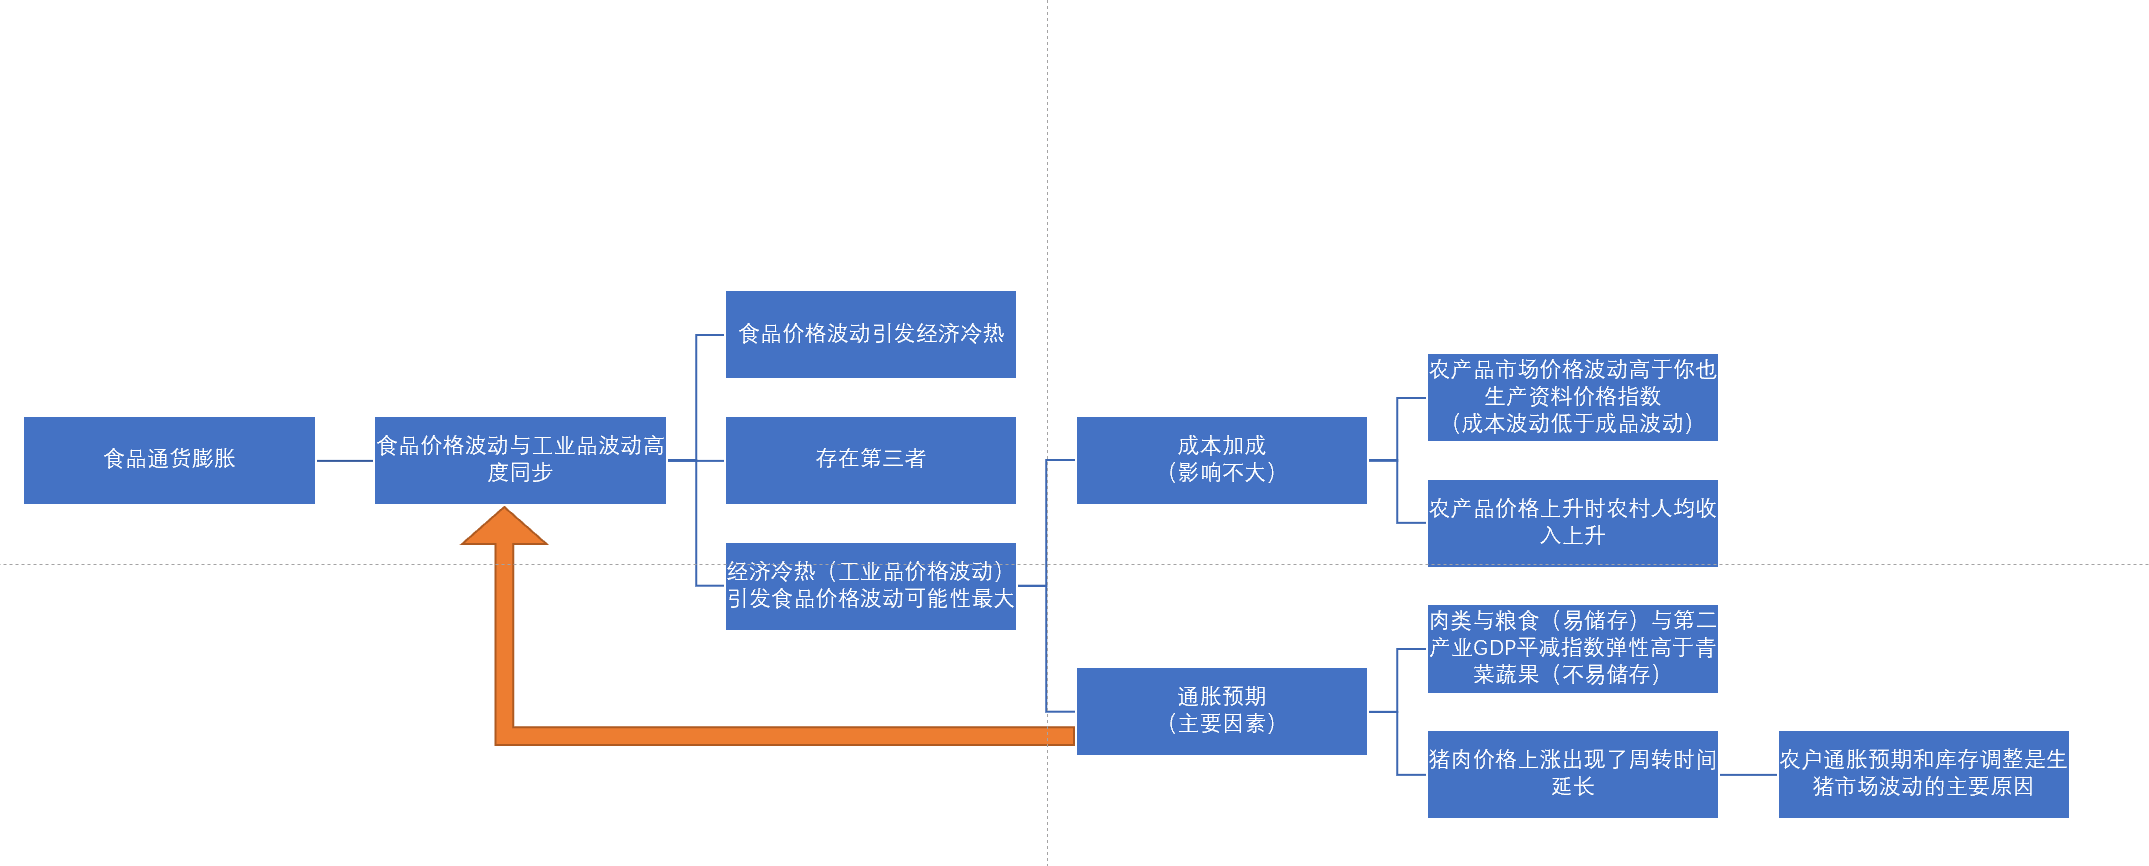 食品通货膨胀
食品价格波动与工业品波动高
度同步
食品价格波动引发经济冷热
存在第三者
经济冷热（工业品价格波动）
引发食品价格波动可能性最大
成本加成
（影响不大）
农产品市场价格波动高于你也
生产资料价格指数
（成本波动低于成品波动）
农产品价格上升时农村人均收
入上升
通胀预期
（主要因素）
肉类与粮食（易储存）与第二
产业GDP平减指数弹性高于青
菜蔬果（不易储存）
猪肉价格上涨出现了周转时间
延长
农户通胀预期和库存调整是生
猪市场波动的主要原因